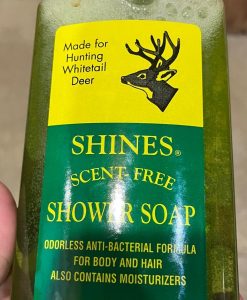 Made for
Hunting
Whitetail
Deer
SHINES®
SCENT-FREE
SHOWER SOAP
ODORLESS ANTI-BACTERIAL FORMULA
FOR BODY AND HAIR
ALSO CONTAINS MOISTURIZERS